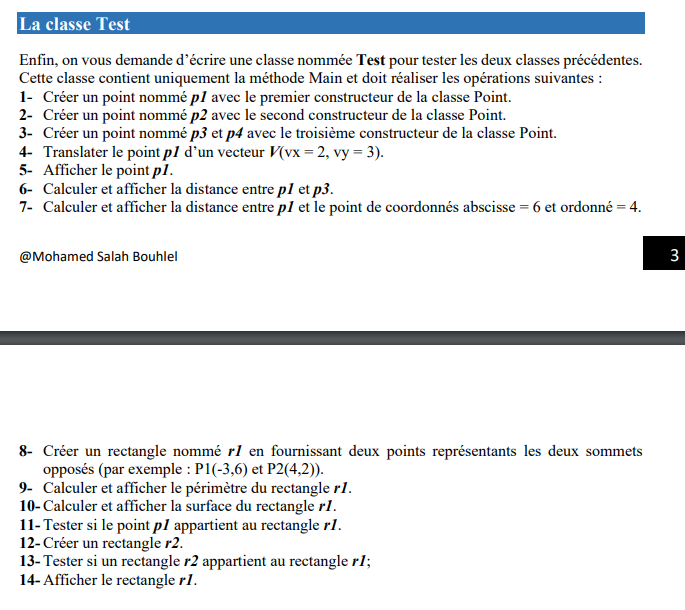 La classe Test
Enfin, on vous demande d’écrire une classe nommée Test pour tester les deux classes précédentes.
Cette classe contient uniquement la méthode Main et doit réaliser les opérations suivantes :
1- Créer un point nommé p1 avec le premier constructeur de la classe Point.
2- Créer un point nommé p2 avec le second constructeur de la classe Point.
3- Créer un point nommé p3 et p4 avec le troisième constructeur de la classe Point.
4- Translater le point p1 d’un vecteur V(vx = 2, vy = 3).
5- Afficher le point p1.
6- Calculer et afficher la distance entre p1 et p3.
7- Calculer et afficher la distance entre p1 et le point de coordonnés abscisse = 6 et ordonné = 4.
@Mohamed Salah Bouhlel
3
8- Créer un rectangle nommé r1 en fournissant deux points représentants les deux sommets
opposés (par exemple : P1(-3,6) et P2(4,2)).
9- Calculer et afficher le périmètre du rectangle r1.
10- Calculer et afficher la surface du rectangle r1.
11- Tester si le point p1 appartient au rectangle r1.
12- Créer un rectangle r2.
13- Tester si un rectangle r2 appartient au rectangle r1;
14- Afficher le rectangle r1.